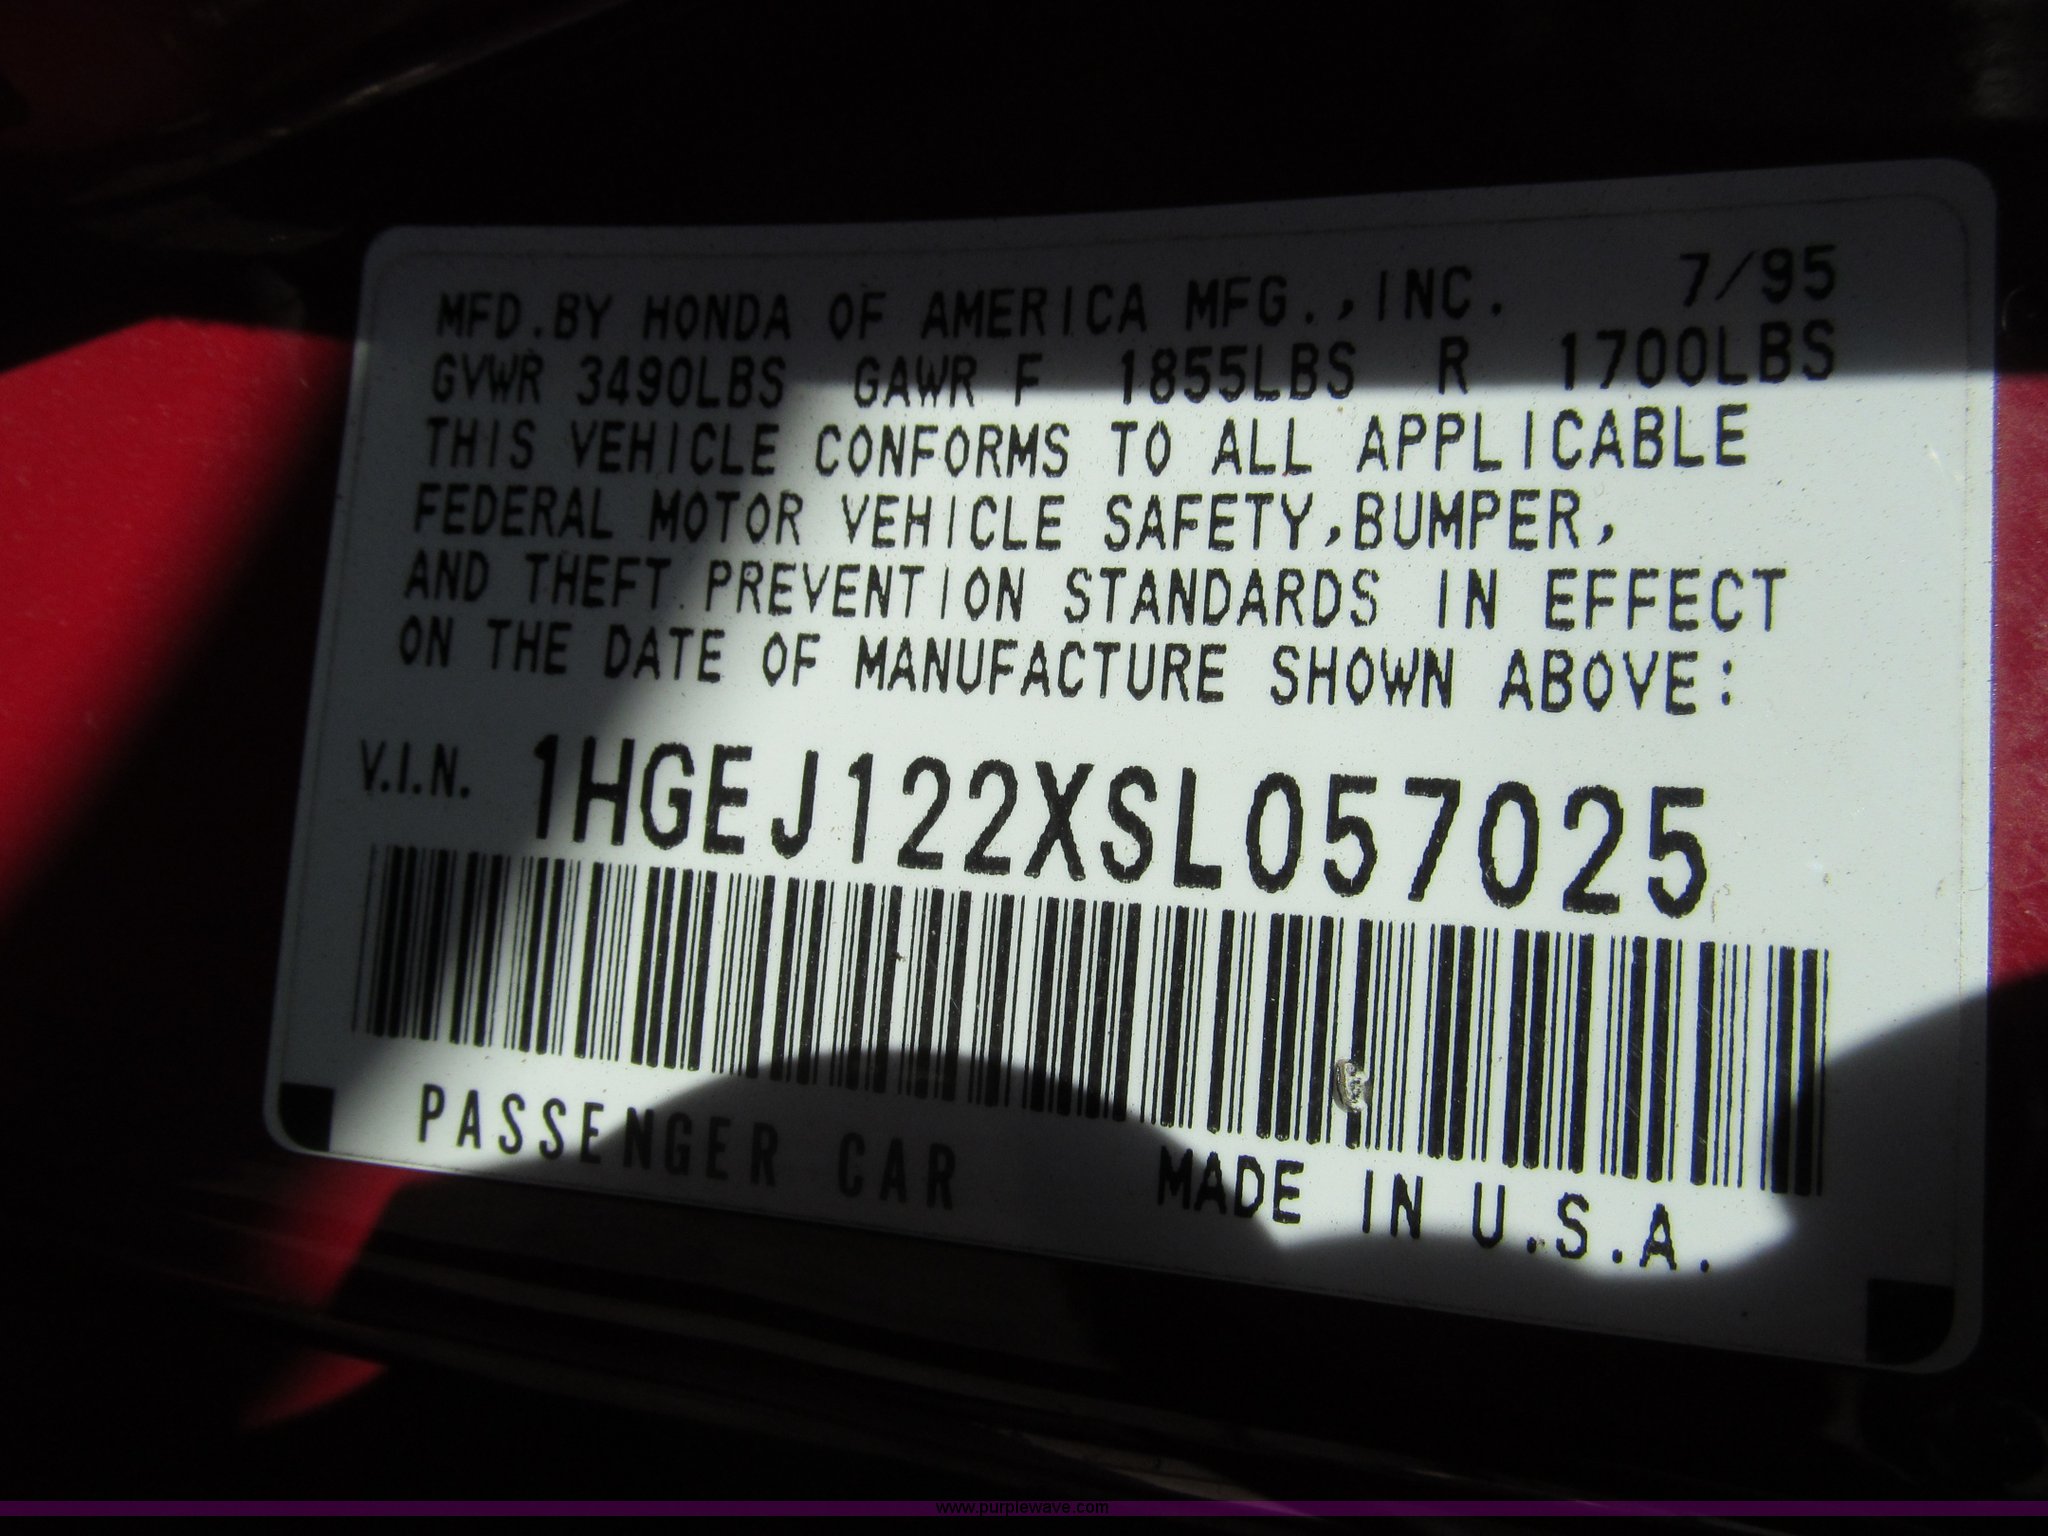 MFD.BY HONDA OF AMERICA MFG.,INC. 7/95
GVWR 3490LBS GAWR F 1855LBS R 1700LBS
THIS VEHICLE CONFORMS TO ALL APPLICABLE
FEDERAL MOTOR VEHICLE SAFETY,BUMPER,
AND THEFT PREVENTION STANDARDS IN EFFECT
ON THE DATE OF MANUFACTURE SHOWN ABOVE:
V.I.N. 1HGEJ122XSL057025
PASSENGER CAR MADE IN U.S.A.
www.purplewave.com